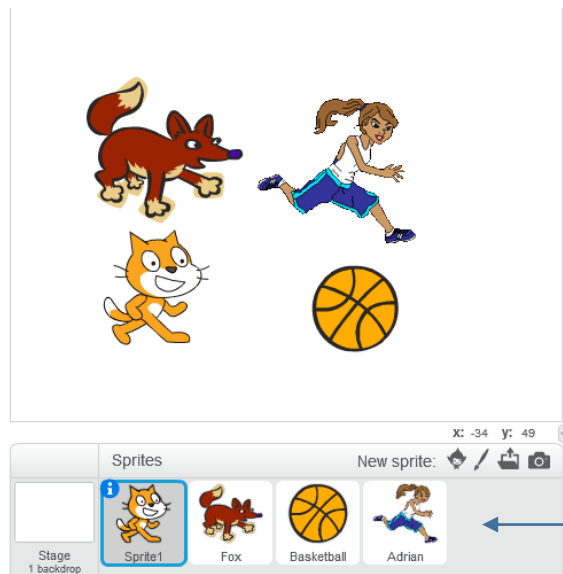 x: -34 y: 49
Sprites New sprite:
Stage
1 backdrop
Sprite1 Fox Basketball Adrian